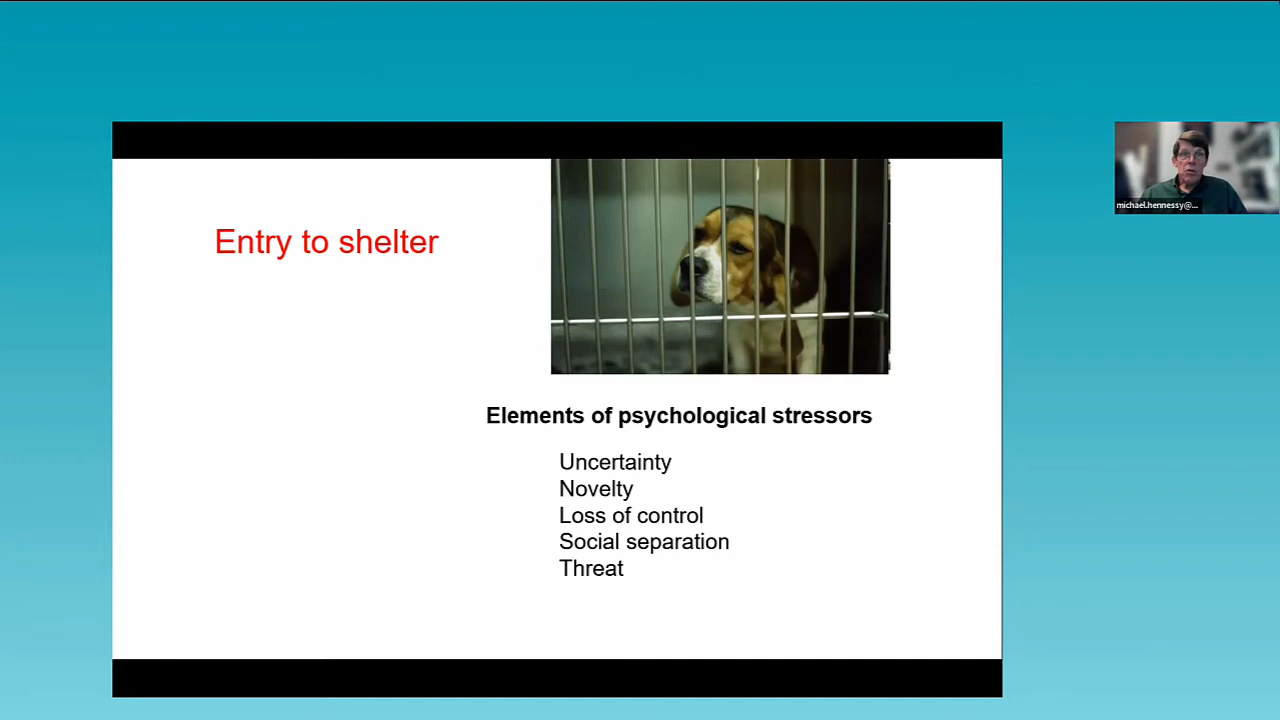 Entry to shelter
michael.hennessy@...
Elements of psychological stressors
Uncertainty
Novelty
Loss of control
Social separation
Threat